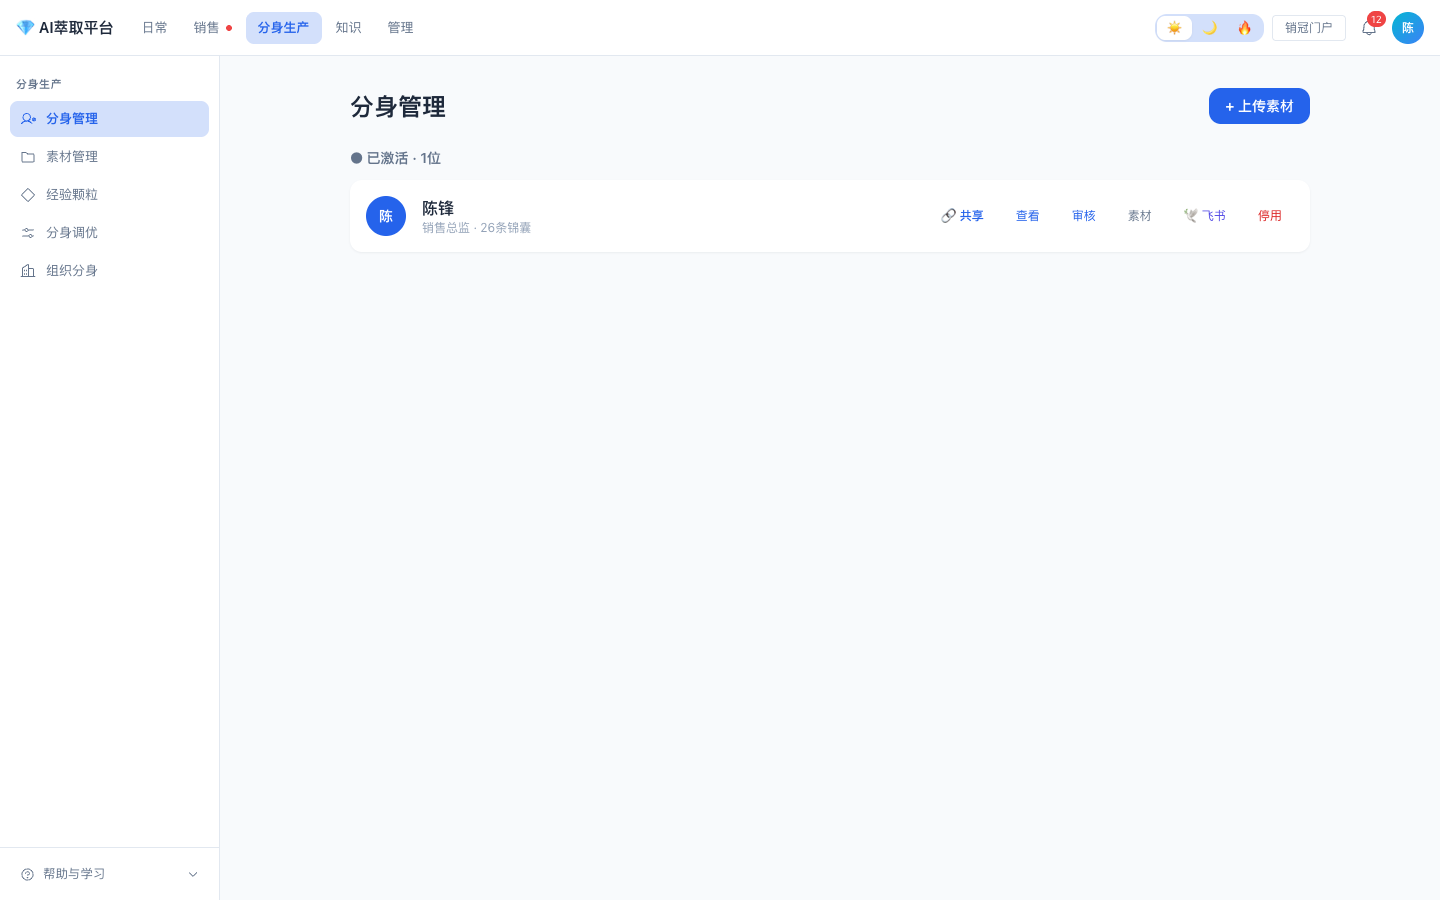 AI萃取平台 日常 销售 分身生产 知识 管理 销冠门户 12 陈
分身生产
分身管理
素材管理
经验颗粒
分身调优
组织分身
帮助与学习
分身管理 + 上传素材
已激活 · 1位
陈 陈锋
销售总监 · 26条锦囊
共享 查看 审核 素材 飞书 停用